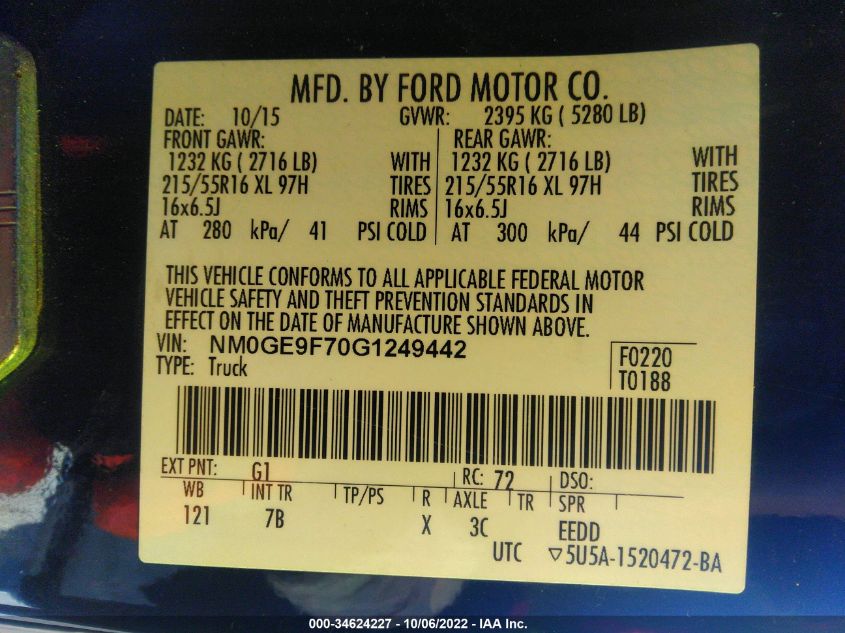 MFD. BY FORD MOTOR CO.
DATE: 10/15 GVWR: 2395 KG ( 5280 LB)
FRONT GAWR: REAR GAWR:
1232 KG ( 2716 LB) WITH 1232 KG ( 2716 LB) WITH
215/55R16 XL 97H TIRES 215/55R16 XL 97H TIRES
16x6.5J RIMS 16x6.5J RIMS
AT 280 kPa/ 41 PSI COLD AT 300 kPa/ 44 PSI COLD
THIS VEHICLE CONFORMS TO ALL APPLICABLE FEDERAL MOTOR
VEHICLE SAFETY AND THEFT PREVENTION STANDARDS IN
EFFECT ON THE DATE OF MANUFACTURE SHOWN ABOVE.
VIN: NM0GE9F70G1249442
F0220
TYPE: Truck
T0188
EXT PNT: G1 RC: 72 DSO:
WB INT TR TP/PS R AXLE TR SPR
121 7B X 3C EEDD
UTC ▽5U5A-1520472-BA
000-34624227 - 10/06/2022 - IAA Inc.